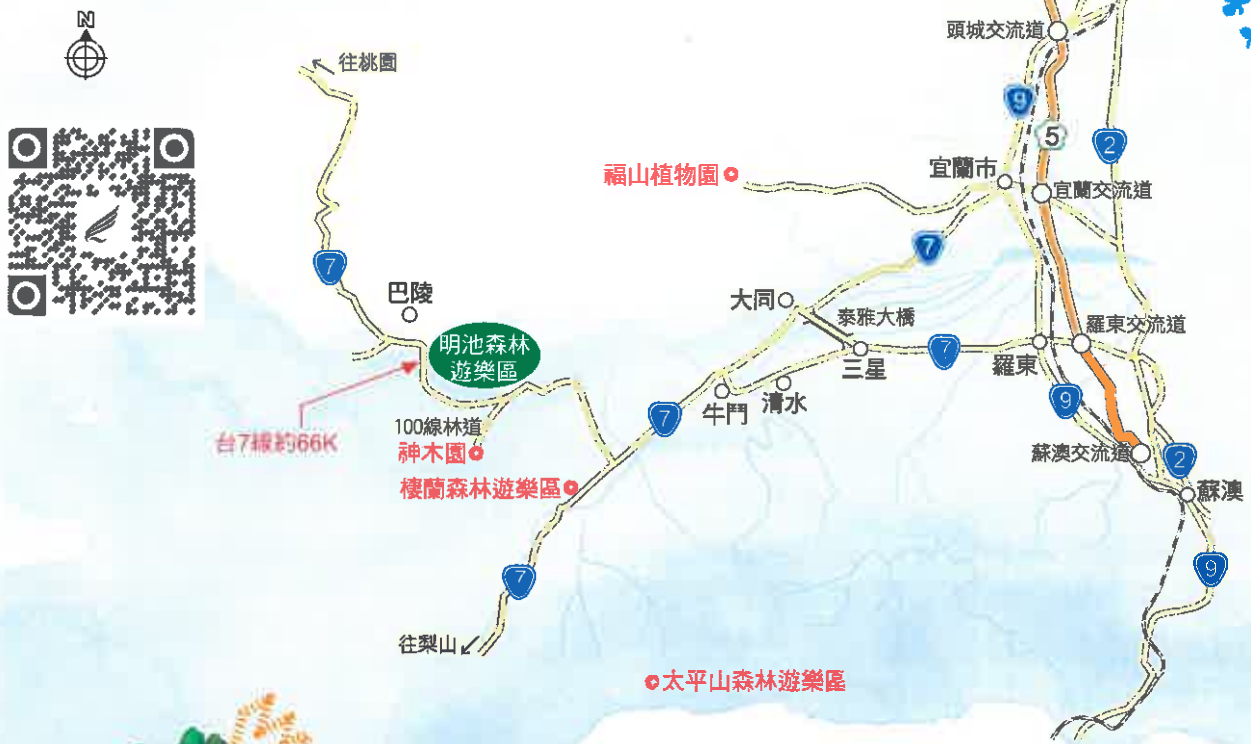 N
往桃園
頭城交流道
9
5
2
福山植物園
宜蘭市
宜蘭交流道
7
7
巴陵
大同
泰雅大橋
羅東交流道
明池森林
遊樂區
三星
7
羅東
牛鬥
清水
9
7
台7線約66K
100線林道
神木園
棲蘭森林遊樂區
蘇澳交流道
2
蘇澳
7
9
往梨山
太平山森林遊樂區